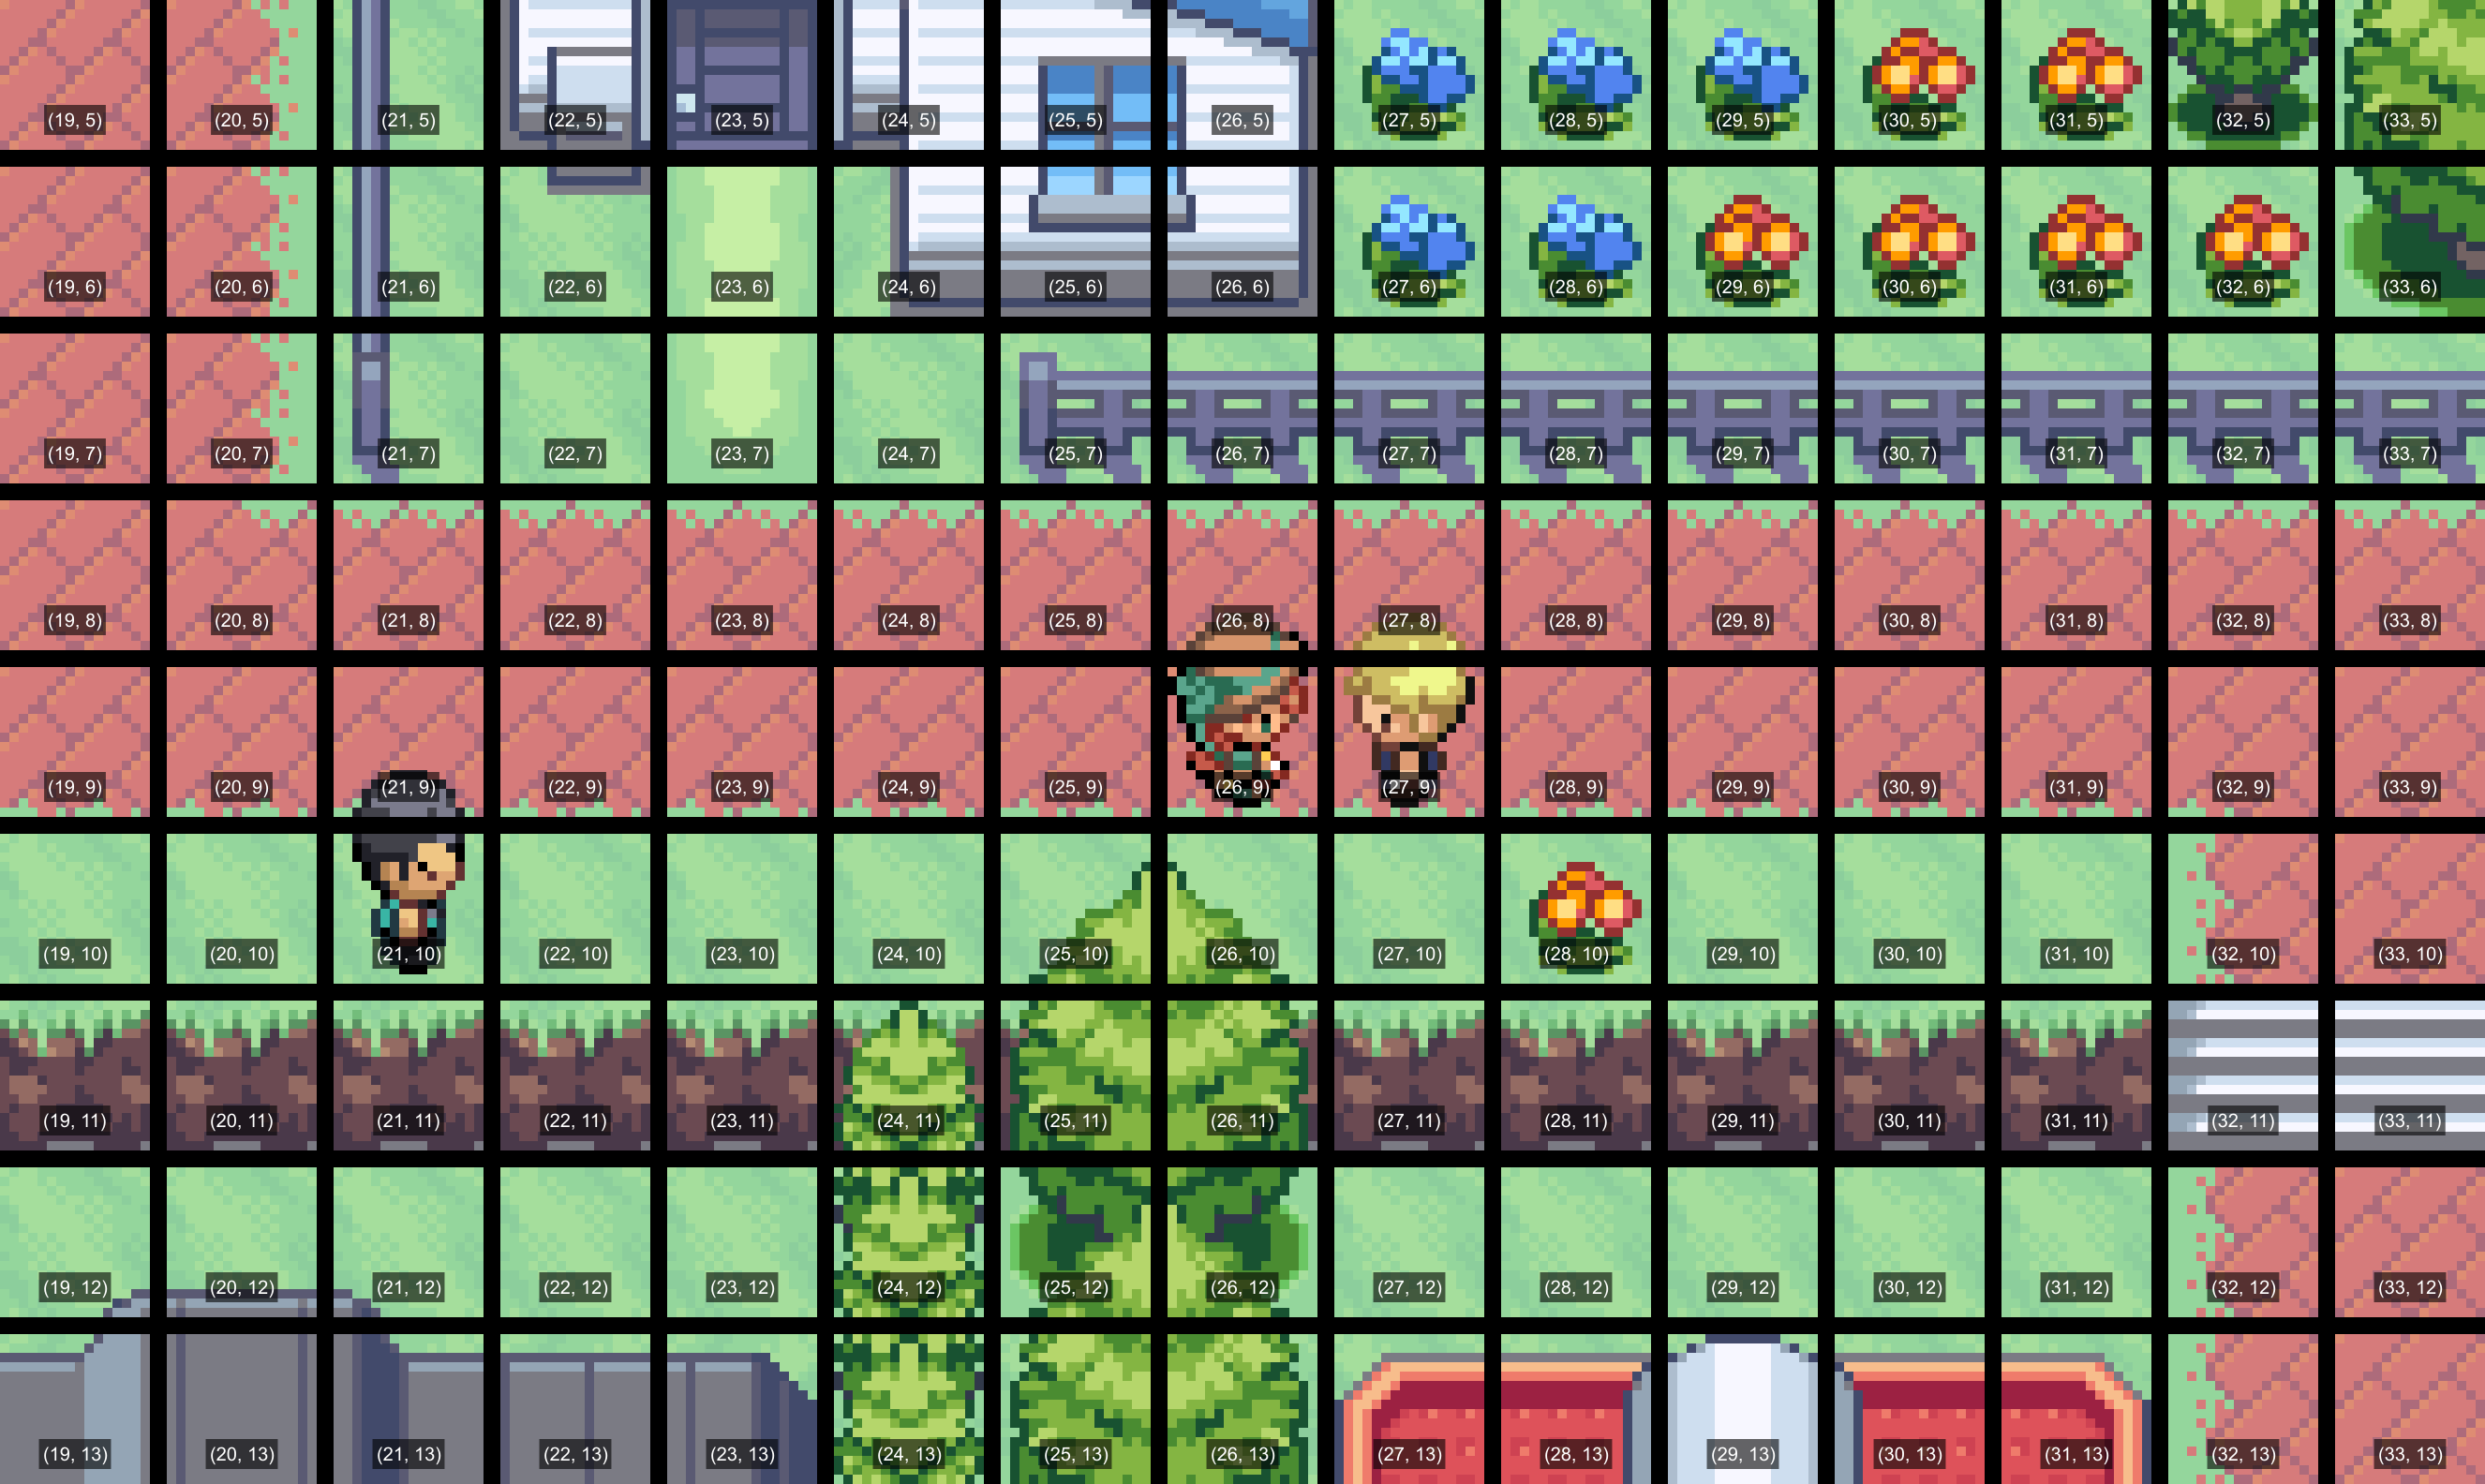 (19, 5) (20, 5) (21, 5) (22, 5) (23, 5) (24, 5) (25, 5) (26, 5) (27, 5) (28, 5) (29, 5) (30, 5) (31, 5) (32, 5) (33, 5)
(19, 6) (20, 6) (21, 6) (22, 6) (23, 6) (24, 6) (25, 6) (26, 6) (27, 6) (28, 6) (29, 6) (30, 6) (31, 6) (32, 6) (33, 6)
(19, 7) (20, 7) (21, 7) (22, 7) (23, 7) (24, 7) (25, 7) (26, 7) (27, 7) (28, 7) (29, 7) (30, 7) (31, 7) (32, 7) (33, 7)
(19, 8) (20, 8) (21, 8) (22, 8) (23, 8) (24, 8) (25, 8) (26, 8) (27, 8) (28, 8) (29, 8) (30, 8) (31, 8) (32, 8) (33, 8)
(19, 9) (20, 9) (21, 9) (22, 9) (23, 9) (24, 9) (25, 9) (26, 9) (27, 9) (28, 9) (29, 9) (30, 9) (31, 9) (32, 9) (33, 9)
(19, 10) (20, 10) (21, 10) (22, 10) (23, 10) (24, 10) (25, 10) (26, 10) (27, 10) (28, 10) (29, 10) (30, 10) (31, 10) (32, 10) (33, 10)
(19, 11) (20, 11) (21, 11) (22, 11) (23, 11) (24, 11) (25, 11) (26, 11) (27, 11) (28, 11) (29, 11) (30, 11) (31, 11) (32, 11) (33, 11)
(19, 12) (20, 12) (21, 12) (22, 12) (23, 12) (24, 12) (25, 12) (26, 12) (27, 12) (28, 12) (29, 12) (30, 12) (31, 12) (32, 12) (33, 12)
(19, 13) (20, 13) (21, 13) (22, 13) (23, 13) (24, 13) (25, 13) (26, 13) (27, 13) (28, 13) (29, 13) (30, 13) (31, 13) (32, 13) (33, 13)